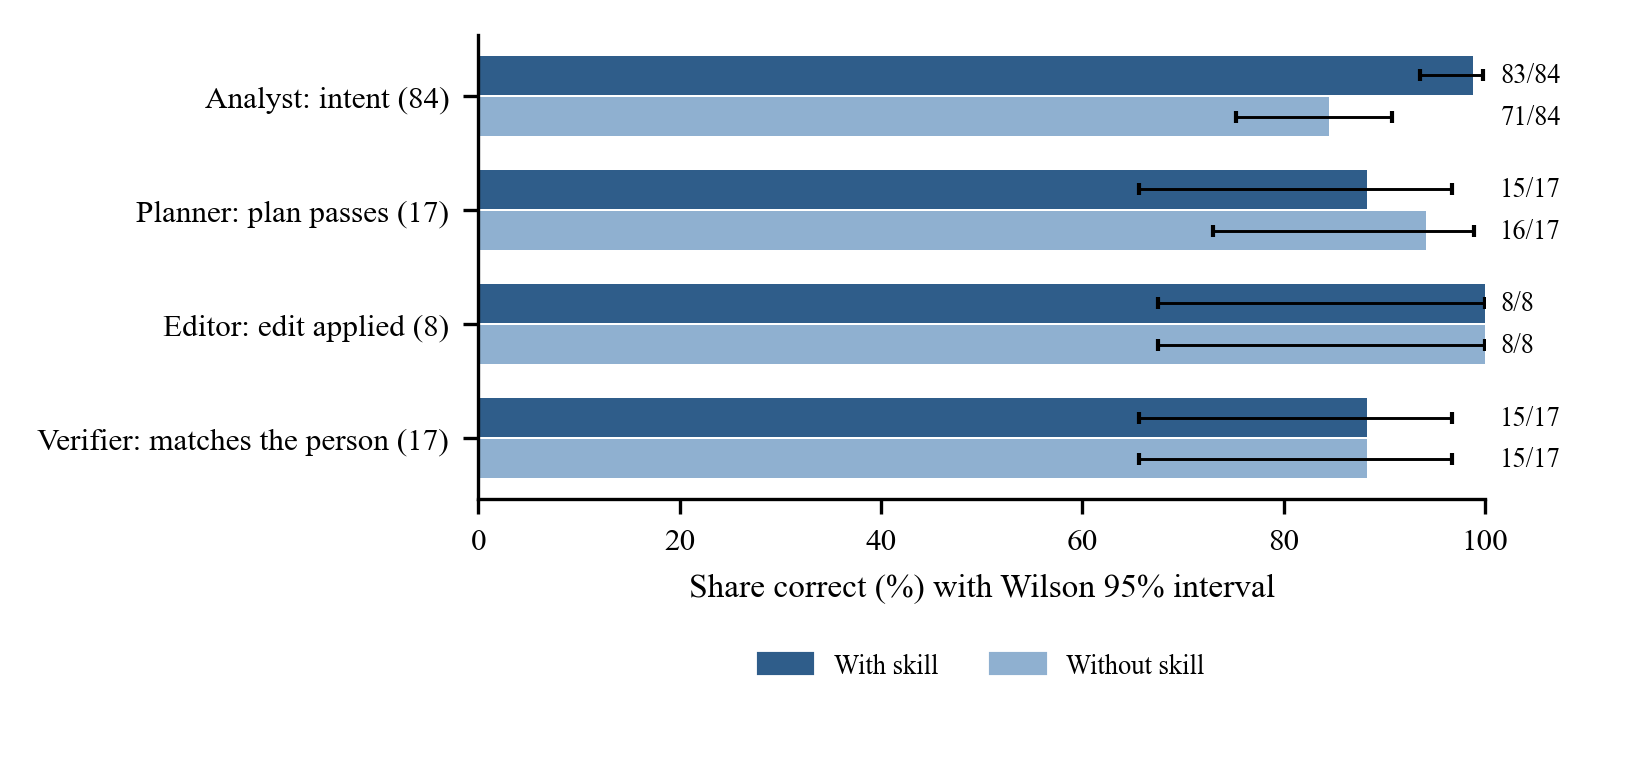 Analyst: intent (84)
83/84
71/84
Planner: plan passes (17)
15/17
16/17
Editor: edit applied (8)
8/8
8/8
Verifier: matches the person (17)
15/17
15/17
0 20 40 60 80 100
Share correct (%) with Wilson 95% interval
With skill Without skill